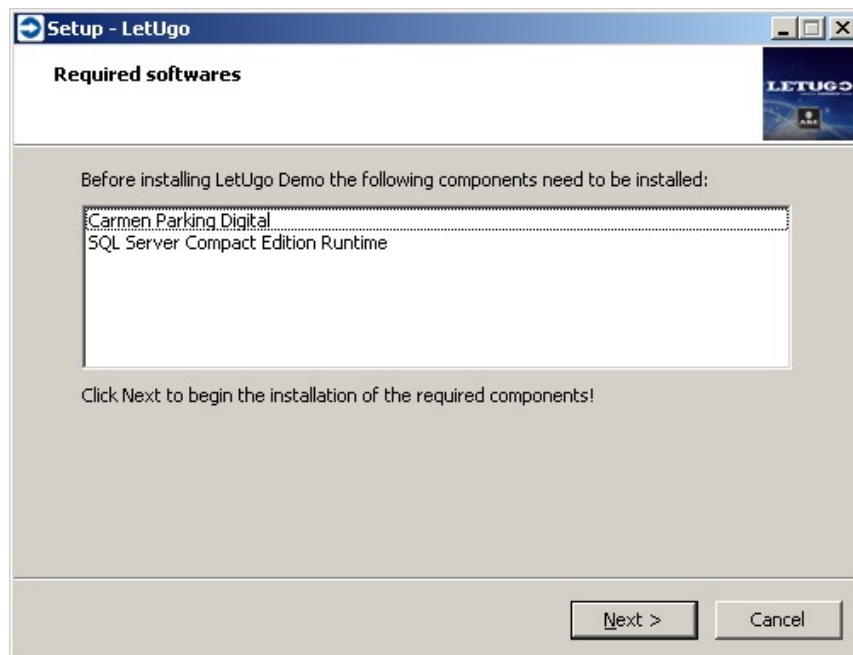 Setup - LetUgo
Required softwares
LETUGO
Before installing LetUgo Demo the following components need to be installed:
Carmen Parking Digital
SQL Server Compact Edition Runtime
Click Next to begin the installation of the required components!
Next >
Cancel